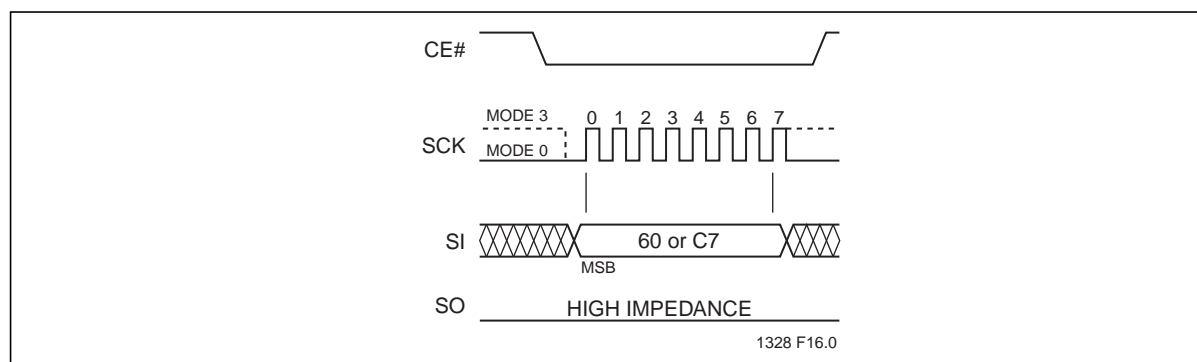 CE#
MODE 3
0 1 2 3 4 5 6 7
SCK
MODE 0
SI
60 or C7
MSB
SO
HIGH IMPEDANCE
1328 F16.0